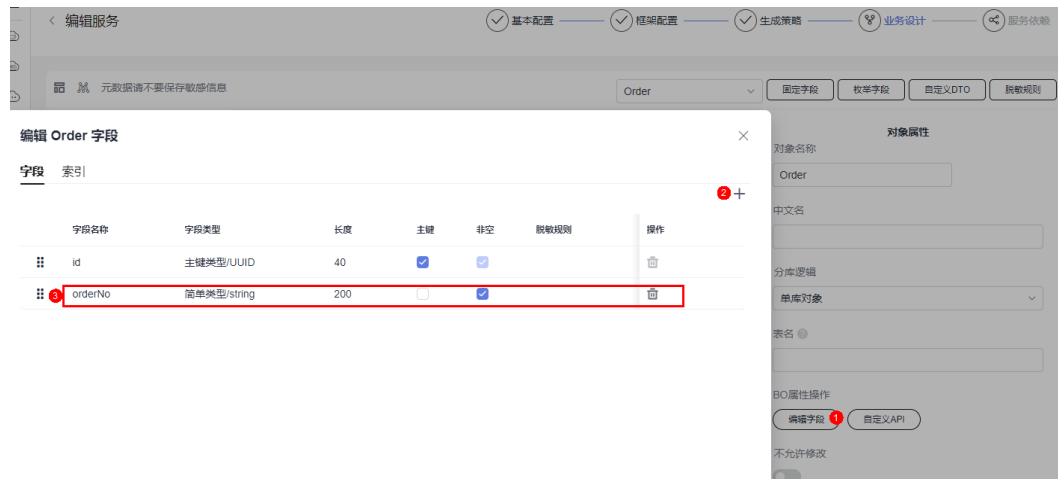 编辑服务
基本配置
框架配置
生成策略
业务设计
服务依赖
元数据请不要保存敏感信息
Order
固定字段
枚举字段
自定义DTO
脱敏规则
编辑 Order 字段
字段
索引
2
字段名称 字段类型 长度 主键 非空 脱敏规则 操作
id 主键类型/UUID 40
3 orderNo 简单类型/string 200
对象属性
对象名称
Order
中文名
分库逻辑
单库对象
表名
BO属性操作
编辑字段 1 自定义API
不允许修改